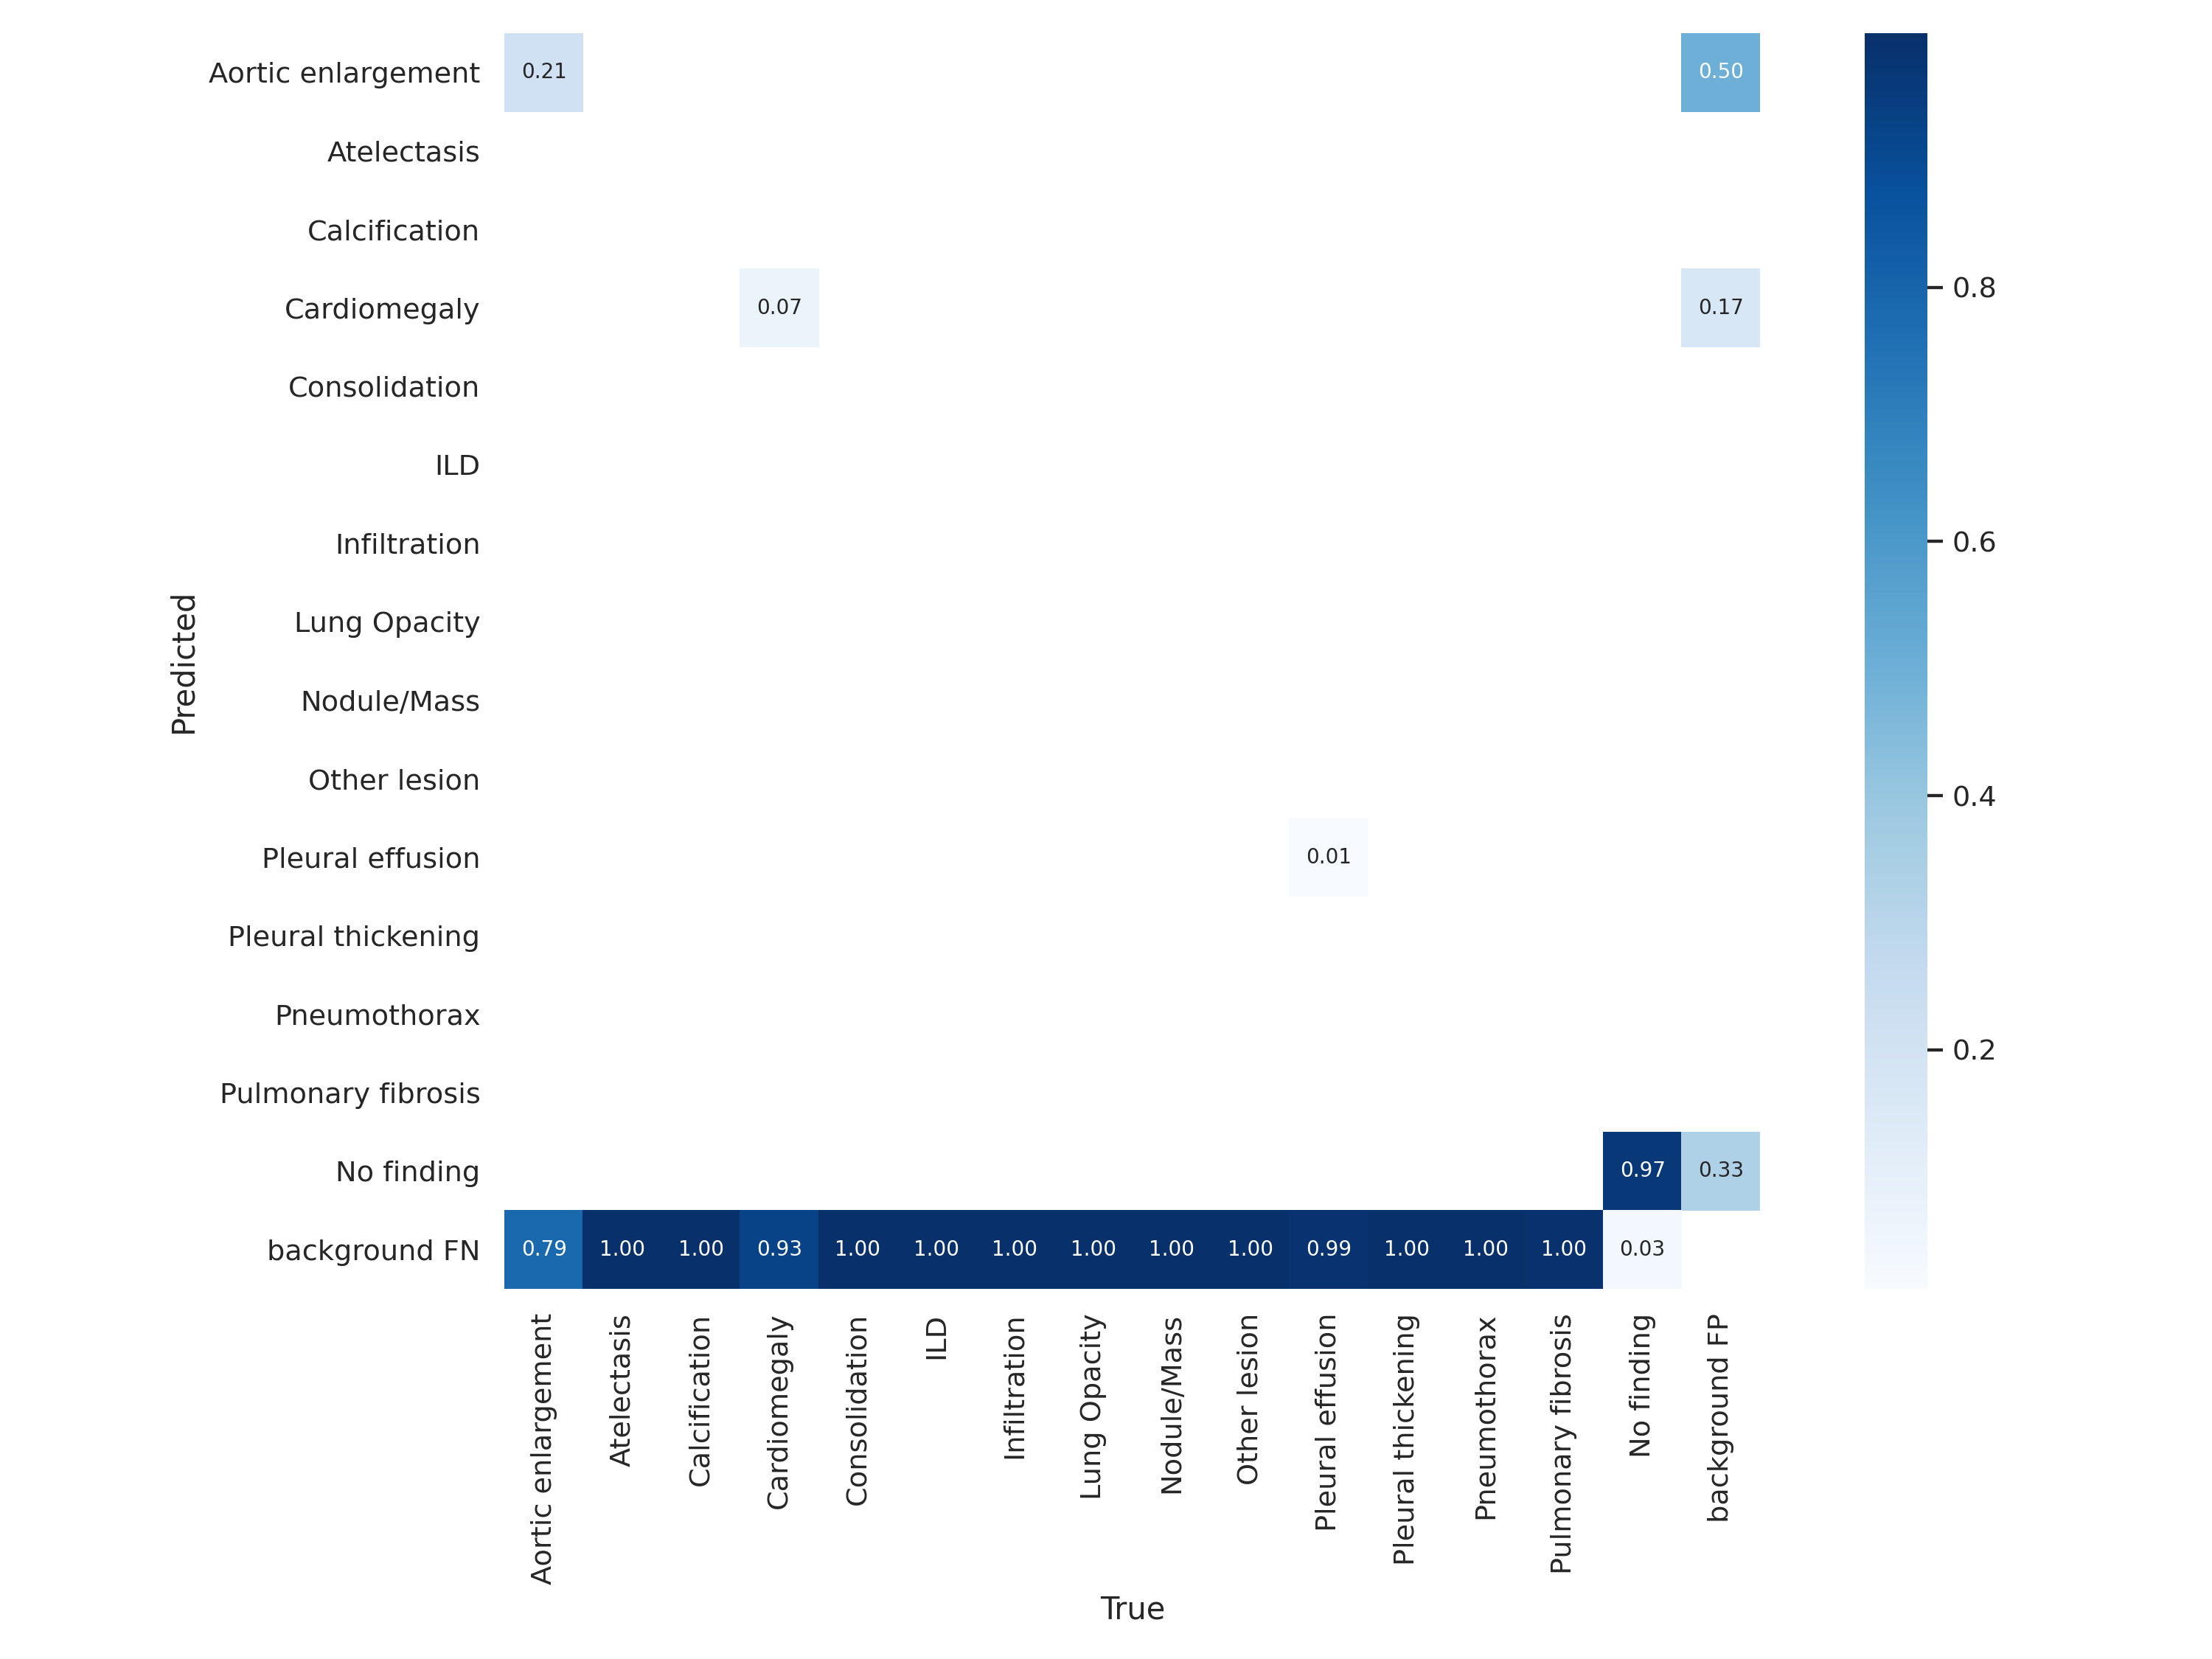 Aortic enlargement 0.21 0.50
Atelectasis
Calcification
Cardiomegaly 0.07 0.17
0.8
Consolidation
ILD
Infiltration
0.6
Lung Opacity
Predicted
Nodule/Mass
Other lesion
0.4
Pleural effusion 0.01
Pleural thickening
Pneumothorax
0.2
Pulmonary fibrosis
No finding 0.97 0.33
background FN 0.79 1.00 1.00 0.93 1.00 1.00 1.00 1.00 1.00 1.00 0.99 1.00 1.00 1.00 0.03
Aortic enlargement
Atelectasis
Calcification
Cardiomegaly
Consolidation
ILD
Infiltration
Lung Opacity
Nodule/Mass
Other lesion
Pleural effusion
Pleural thickening
Pneumothorax
Pulmonary fibrosis
No finding
background FP
True